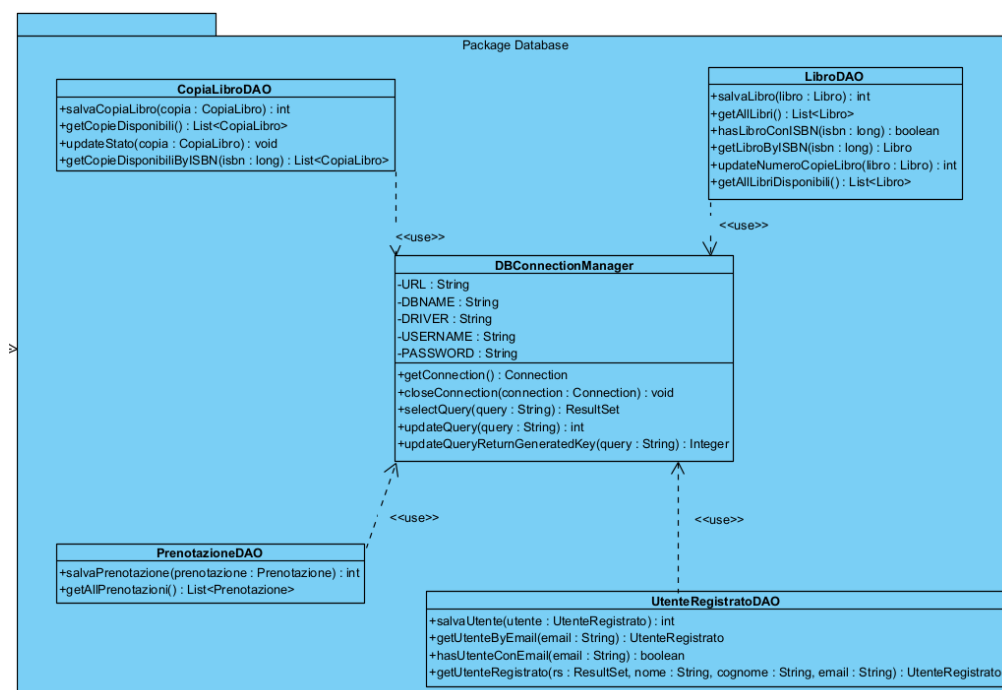 Package Database
CopiaLibroDAO
+salvaCopiaLibro(copia : CopiaLibro) : int
+getCopieDisponibili() : List<CopiaLibro>
+updateStato(copia : CopiaLibro) : void
+getCopieDisponibiliByISBN(isbn : long) : List<CopiaLibro>
LibroDAO
+salvaLibro(libro : Libro) : int
+getAllLibri() : List<Libro>
+hasLibroConISBN(isbn : long) : boolean
+getLibroByISBN(isbn : long) : Libro
+updateNumeroCopieLibro(libro : Libro) : int
+getAllLibriDisponibili() : List<Libro>
<<use>>
<<use>>
DBConnectionManager
-URL : String
-DBNAME : String
-DRIVER : String
-USERNAME : String
-PASSWORD : String
+getConnection() : Connection
+closeConnection(connection : Connection) : void
+selectQuery(query : String) : ResultSet
+updateQuery(query : String) : int
+updateQueryReturnGeneratedKey(query : String) : Integer
<<use>>
<<use>>
PrenotazioneDAO
+salvaPrenotazione(prenotazione : Prenotazione) : int
+getAllPrenotazioni() : List<Prenotazione>
UtenteRegistratoDAO
+salvaUtente(utente : UtenteRegistrato) : int
+getUtenteByEmail(email : String) : UtenteRegistrato
+hasUtenteConEmail(email : String) : boolean
+getUtenteRegistrato(rs : ResultSet, nome : String, cognome : String, email : String) : UtenteRegistrato